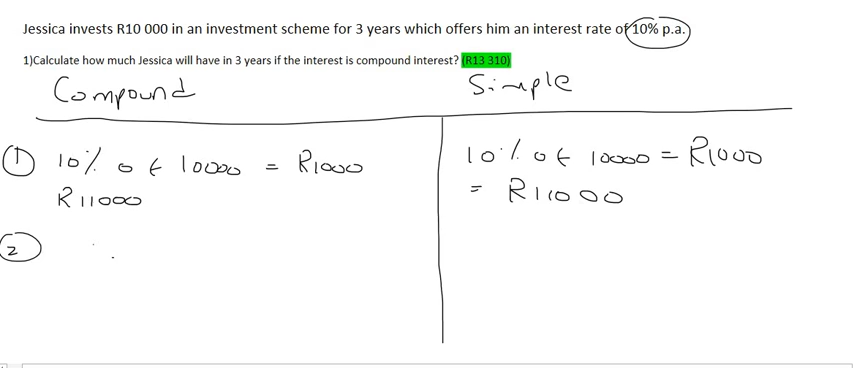 Jessica invests R10 000 in an investment scheme for 3 years which offers him an interest rate of 10% p.a.
1)Calculate how much Jessica will have in 3 years if the interest is compound interest? (R13 310)
Compound
Simple
1 10% of 10000 = R1000
R11000
10% of 10000 = R1000
= R11000
2